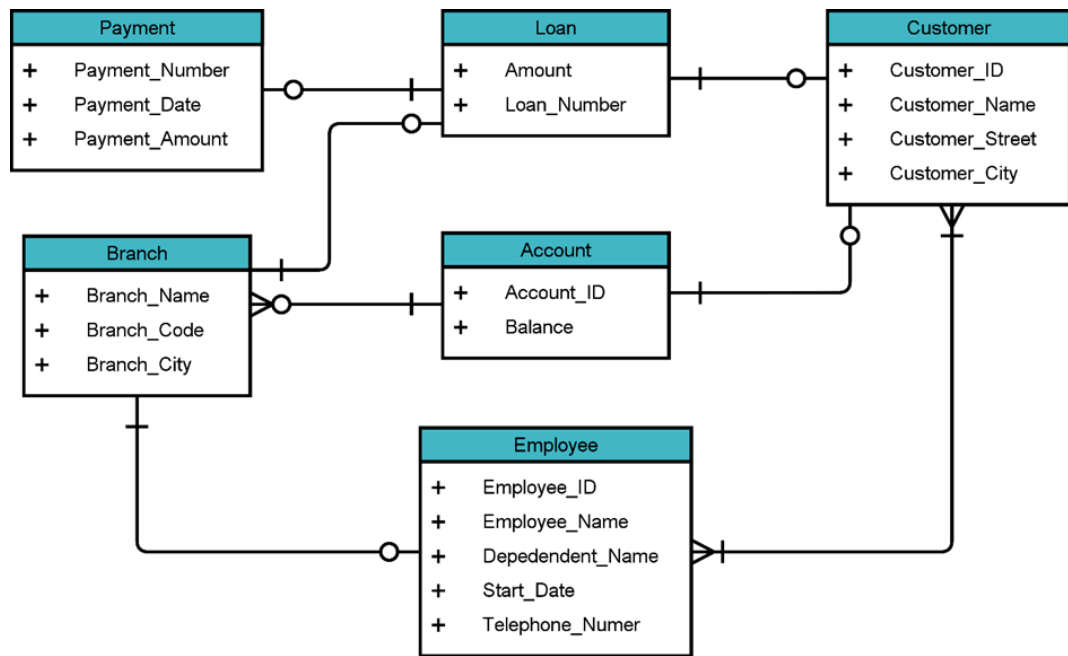 Payment
+ Payment_Number
+ Payment_Date
+ Payment_Amount
Loan
+ Amount
+ Loan_Number
Customer
+ Customer_ID
+ Customer_Name
+ Customer_Street
+ Customer_City
Branch
+ Branch_Name
+ Branch_Code
+ Branch_City
Account
+ Account_ID
+ Balance
Employee
+ Employee_ID
+ Employee_Name
+ Depedendent_Name
+ Start_Date
+ Telephone_Numer